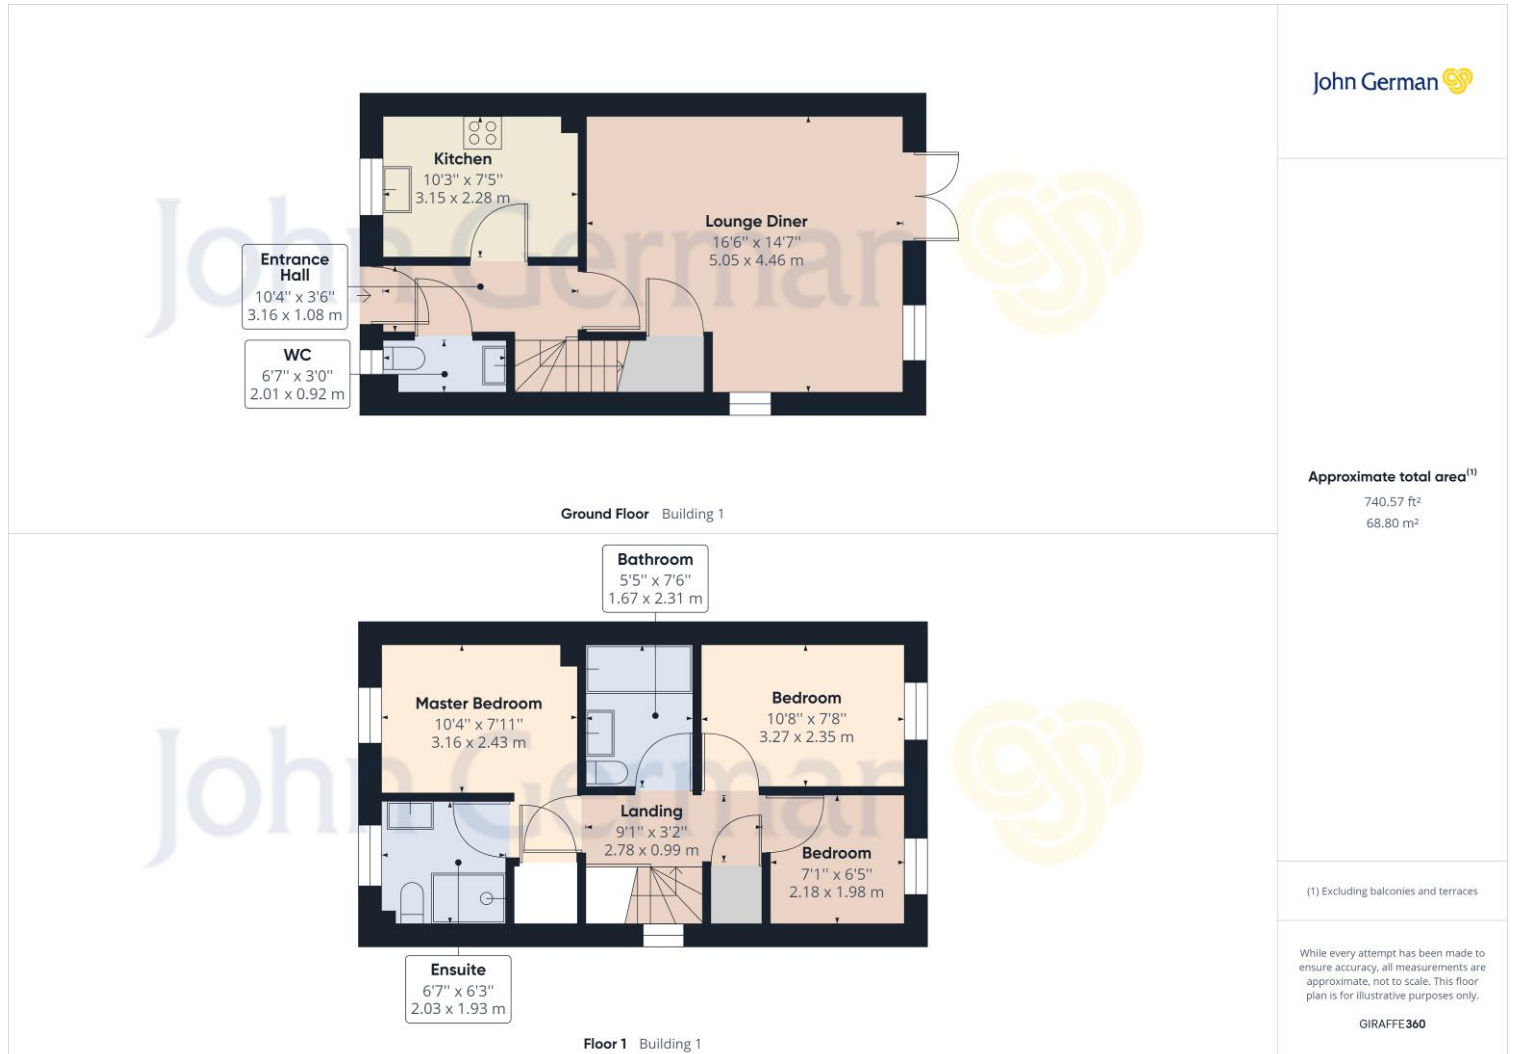 John German
Kitchen
10'3" x 7'5"
3.15 x 2.28 m
Lounge Diner
16'6" x 14'7"
5.05 x 4.46 m
Entrance
Hall
10'4" x 3'6"
3.16 x 1.08 m
WC
6'7" x 3'0"
2.01 x 0.92 m
John German
Ground Floor Building 1
Approximate total area(1)
740.57 ft²
68.80 m²
Bathroom
5'5" x 7'6"
1.67 x 2.31 m
Master Bedroom
10'4" x 7'11"
3.16 x 2.43 m
Bedroom
10'8" x 7'8"
3.27 x 2.35 m
Landing
9'1" x 3'2"
2.78 x 0.99 m
Bedroom
7'1" x 6'5"
2.18 x 1.98 m
John German
Ensuite
6'7" x 6'3"
2.03 x 1.93 m
Floor 1 Building 1
(1) Excluding balconies and terraces
While every attempt has been made to
ensure accuracy, all measurements are
approximate, not to scale. This floor
plan is for illustrative purposes only.
GIRAFFE360